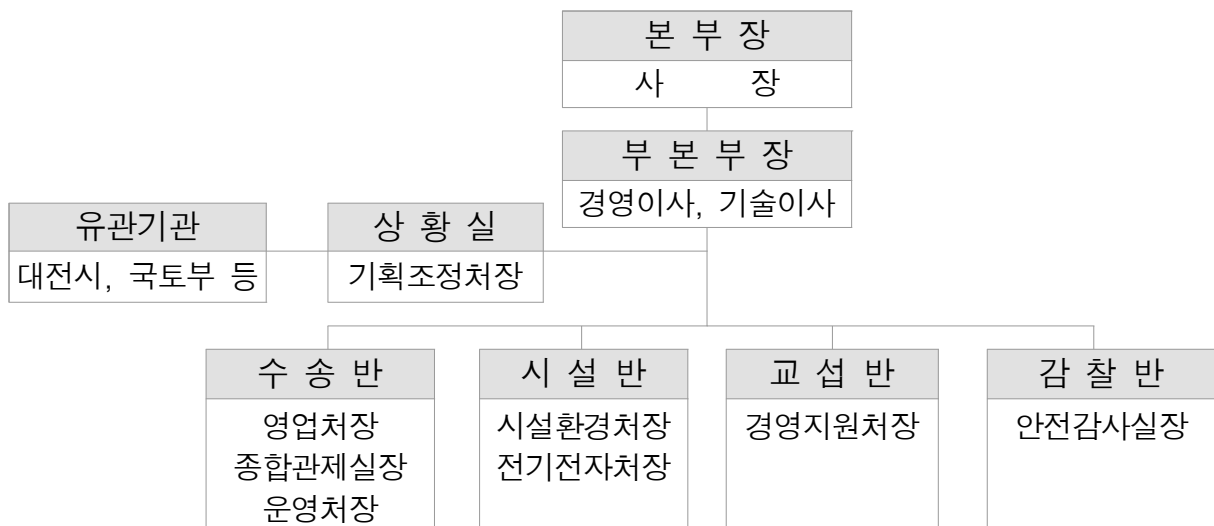 본 부 장
사 장
부 본 부 장
경영이사, 기술이사
유관기관
대전시, 국토부 등
상 황 실
기획조정처장
수 송 반
영업처장
종합관제실장
운영처장
시 설 반
시설환경처장
전기전자처장
교 섭 반
경영지원처장
감 찰 반
안전감사실장